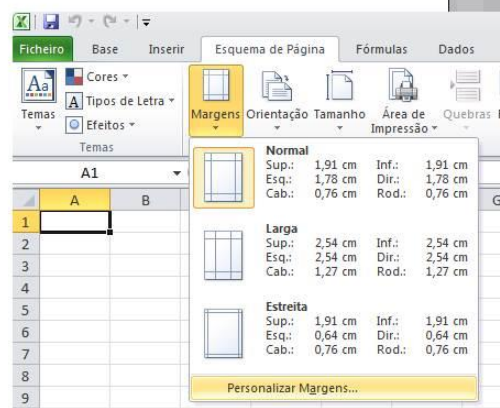 Ficheiro Base Inserir Esquema de Página Fórmulas Dados
Aa Cores
A Tipos de Letra
Efeitos
Temas Margens Orientação Tamanho Área de Impressão Quebras
Temas
A1
A B G
1
2
3
4
5
6
7
8
9
Normal
Sup.: 1,91 cm Inf.: 1,91 cm
Esq.: 1,78 cm Dir.: 1,78 cm
Cab.: 0,76 cm Rod.: 0,76 cm
Larga
Sup.: 2,54 cm Inf.: 2,54 cm
Esq.: 2,54 cm Dir.: 2,54 cm
Cab.: 1,27 cm Rod.: 1,27 cm
Estreita
Sup.: 1,91 cm Inf.: 1,91 cm
Esq.: 0,64 cm Dir.: 0,64 cm
Cab.: 0,76 cm Rod.: 0,76 cm
Personalizar Margens...